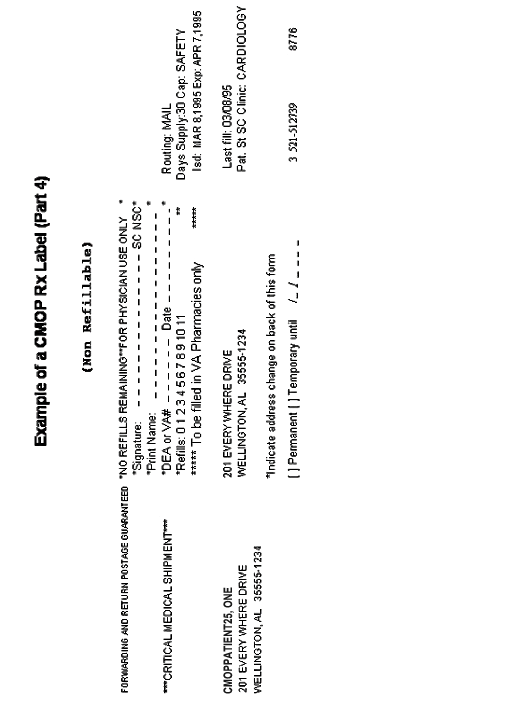 Example of a CMOP Rx Label (Part 4)
(Non Refillable)
FORWARDING AND RETURN POSTAGE GUARANTEED *NO REFILLS REMAINING**FOR PHYSICIAN USE ONLY *
*Signature: _ _ _ _ _ _ _ _ _ _ _ _ _ _ SC NSC*
*Print Name: _ _ _ _ _ _ _ _ _ _ _ _ _ _ _ _ * Routing: MAIL
***CRITICAL MEDICAL SHIPMENT*** *DEA or VA# _ _ _ _ _ _ Date _ _ _ _ _ _ _ _ * Days Supply:30 Cap: SAFETY
*Refills: 0 1 2 3 4 5 6 7 8 9 10 11 ** Isd: MAR 8,1995 Exp: APR 7,1995
***** To be filled in VA Pharmacies only *****
CMOPPATIENT25, ONE 201 EVERY WHERE DRIVE Last fill: 03/08/95
201 EVERY WHERE DRIVE WELLINGTON, AL 35555-1234 Pat. St SC Clinic: CARDIOLOGY
WELLINGTON, AL 35555-1234
*Indicate address change on back of this form
[ ] Permanent [ ] Temporary until _/_/_ _ _ _ 3 521-512739 8776